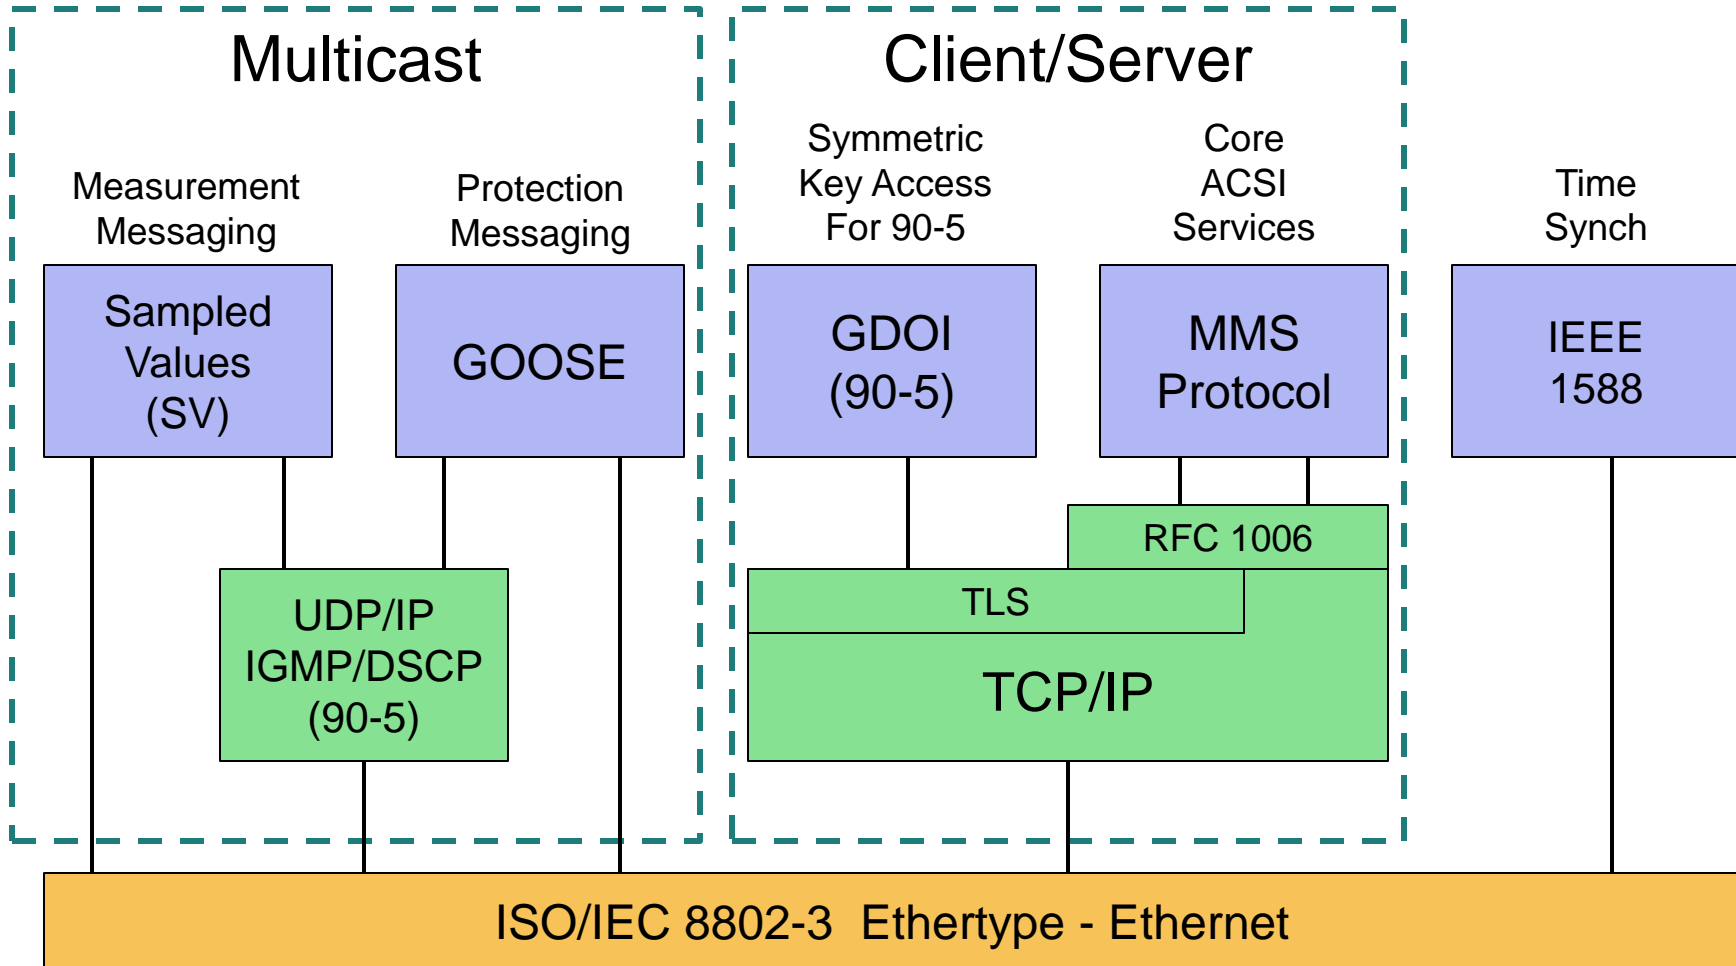 Multicast
Client/Server
Measurement
Messaging
Protection
Messaging
Symmetric
Key Access
For 90-5
Core
ACSI
Services
Time
Synch
Sampled
Values
(SV)
GOOSE
GDOI
(90-5)
MMS
Protocol
IEEE
1588
RFC 1006
TLS
UDP/IP
IGMP/DSCP
(90-5)
TCP/IP
ISO/IEC 8802-3 Ethertype - Ethernet